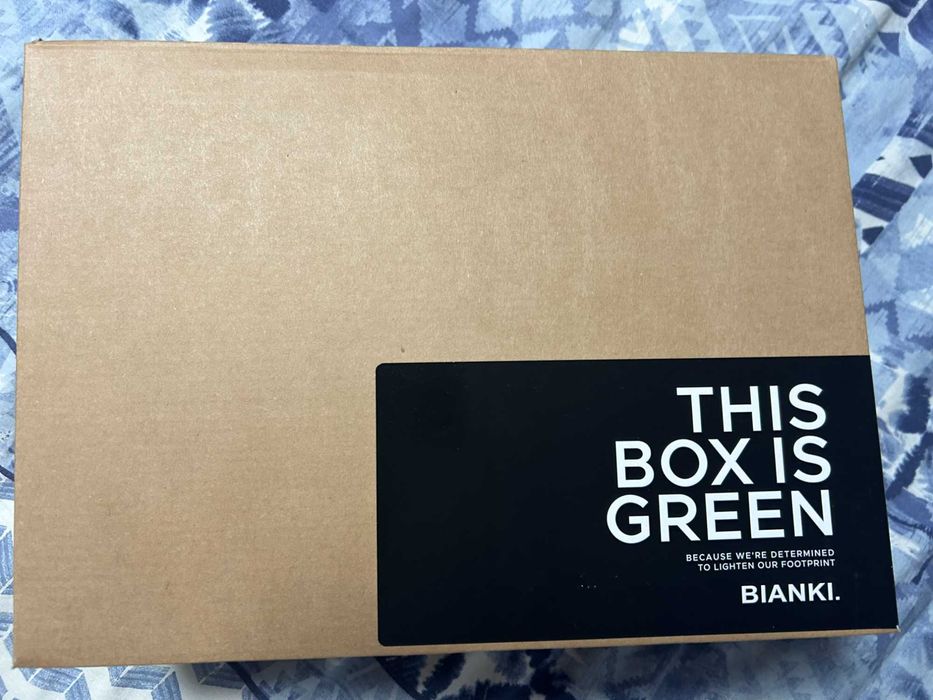 THIS
BOX IS
GREEN
BECAUSE WE'RE DETERMINED
TO LIGHTEN OUR FOOTPRINT
BIANKI.